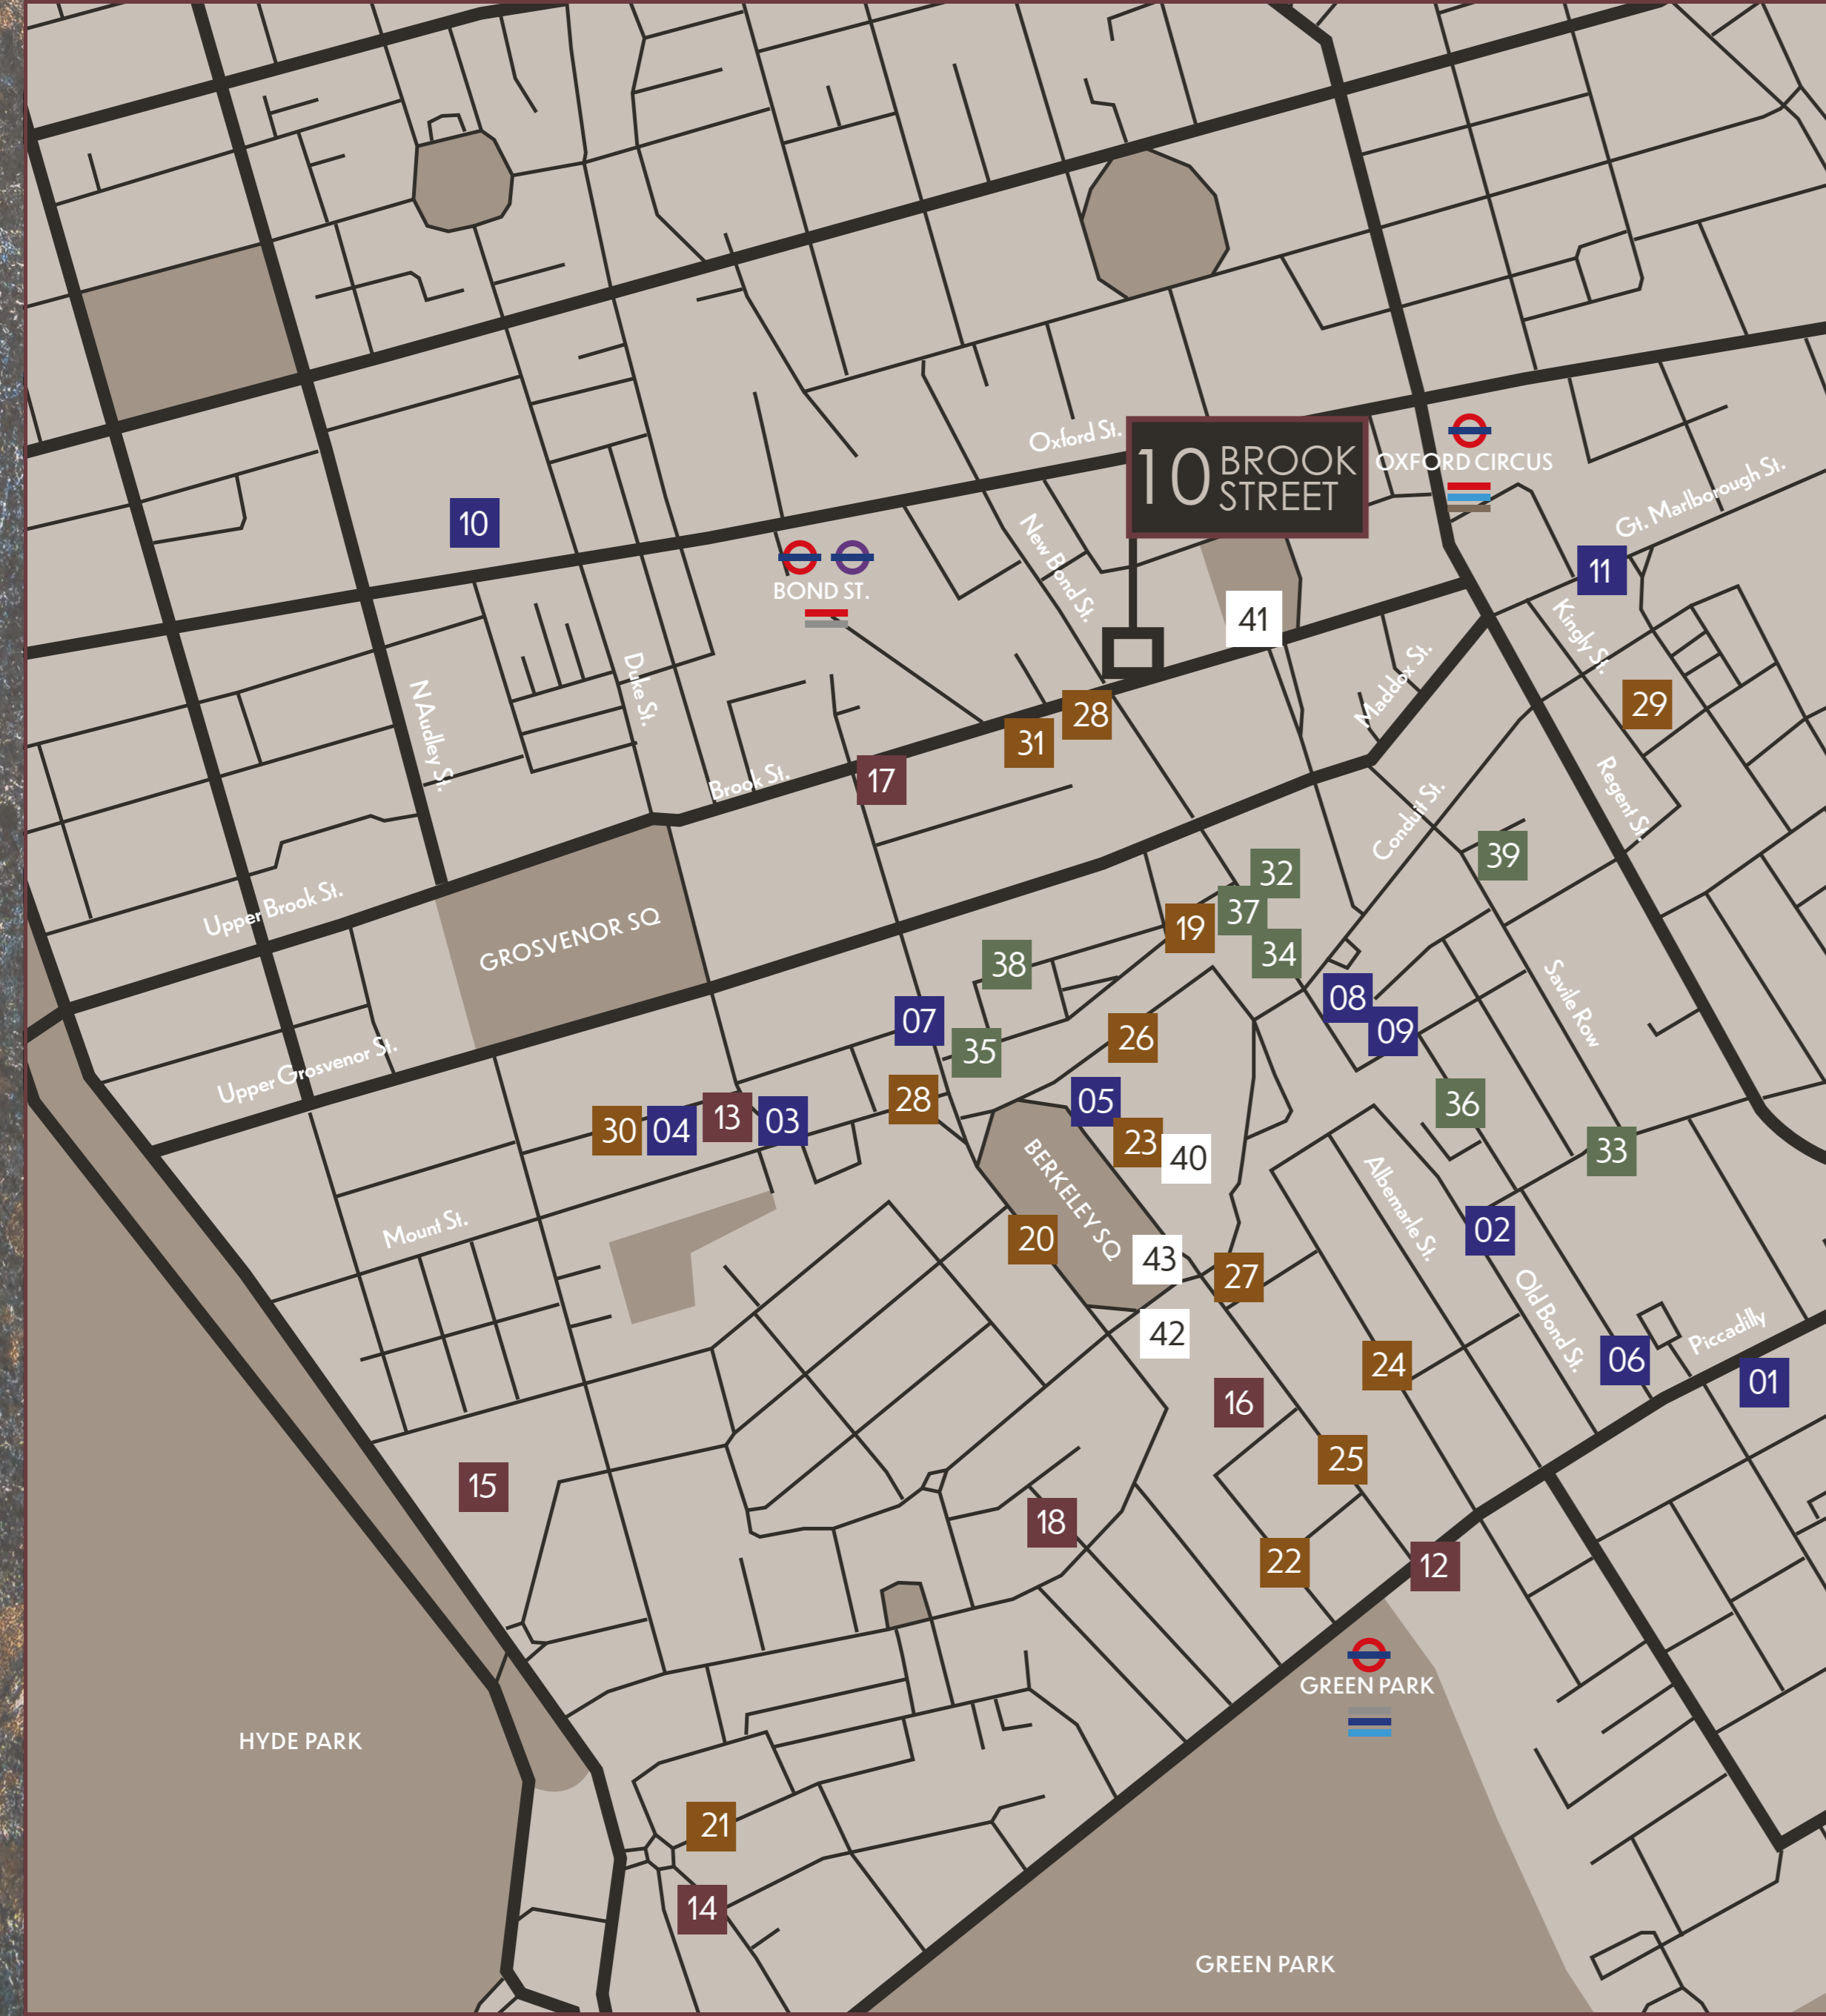 Oxford St.
10 BROOK
STREET
OXFORD CIRCUS
Gt. Marlborough St.
10
New Bond St.
BOND ST.
11
41
Kingly St.
Duke St.
N Audley St.
Maddox St.
29
28
31
Brook St.
17
Regent St.
Conduit St.
39
32
Upper Brook St.
GROSVENOR SQ
37
19
34
38
08
Savile Row
07
09
26
35
Upper Grosvenor St.
28
05
36
30
04
13
03
23
40
33
BERKELEY SQ
Albemarle St.
Mount St.
20
02
43
27
Old Bond St.
42
Piccadilly
24
06
01
16
25
15
18
22
12
GREEN PARK
HYDE PARK
21
14
GREEN PARK